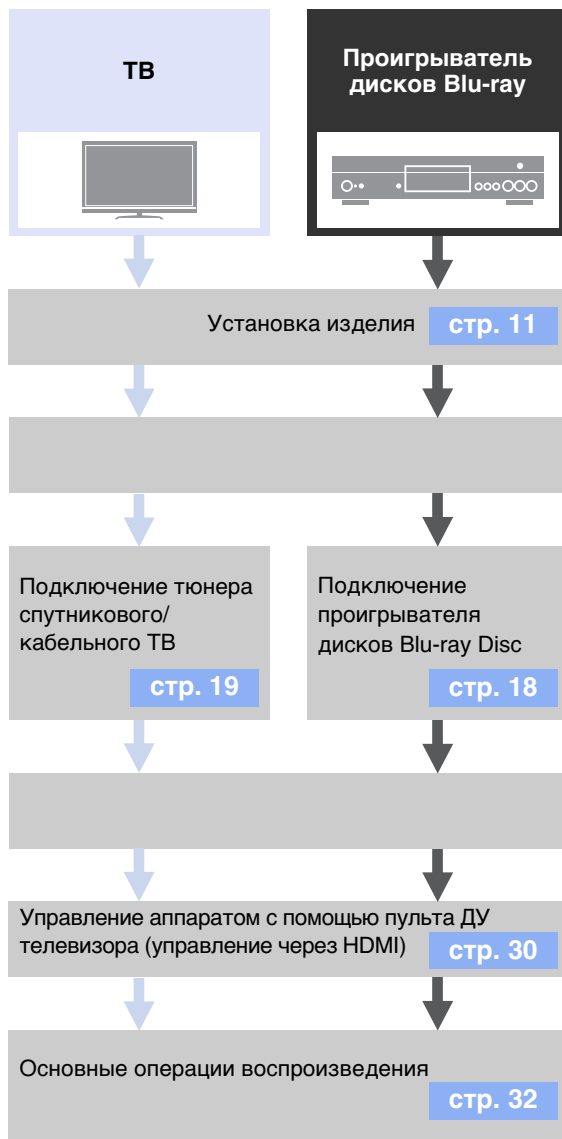 ТВ
Проигрыватель
дисков Blu-ray
Установка изделия стр. 11
Подключение тюнера
спутникового/
кабельного ТВ
стр. 19
Подключение
проигрывателя
дисков Blu-ray Disc
стр. 18
Управление аппаратом с помощью пульта ДУ
телевизора (управление через HDMI) стр. 30
Основные операции воспроизведения
стр. 32